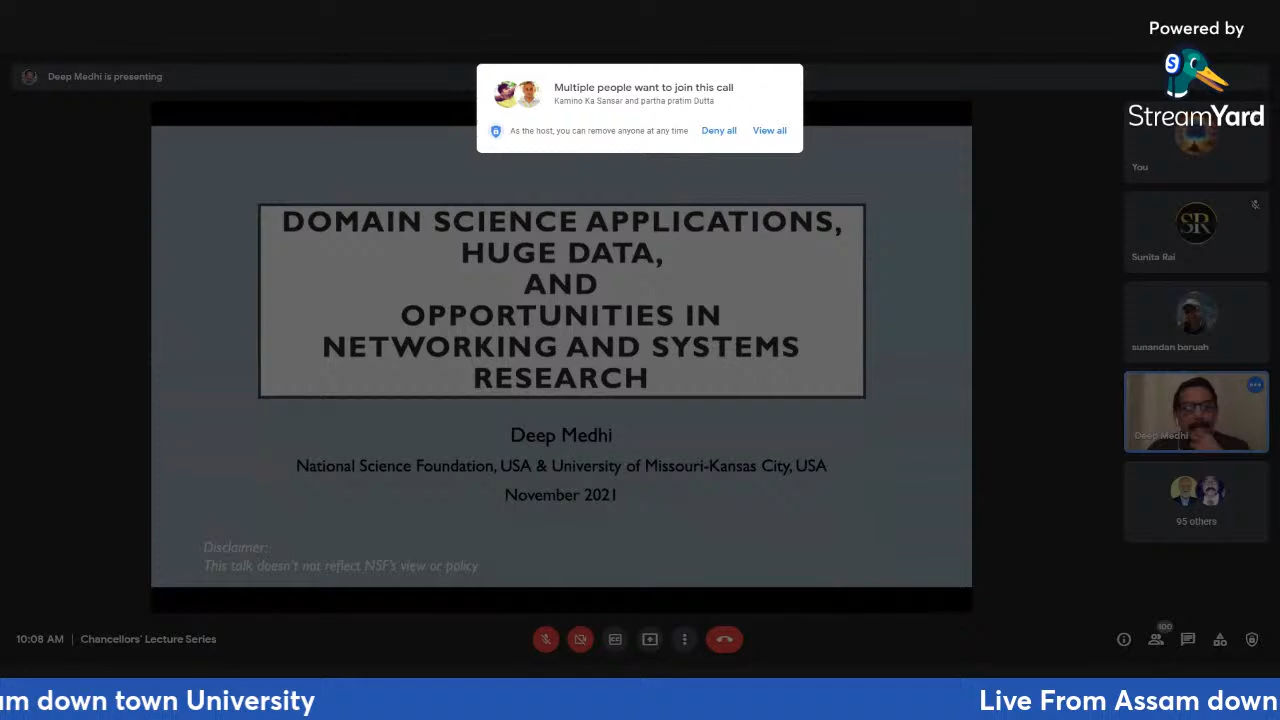 Powered by
StreamYard
Deep Medhi is presenting
Multiple people want to join this call
Kamino Ka Sansar and partha pratim Dutta
As the host, you can remove anyone at any time
Deny all
View all
DOMAIN SCIENCE APPLICATIONS,
HUGE DATA,
AND
OPPORTUNITIES IN
NETWORKING AND SYSTEMS
RESEARCH
Deep Medhi
National Science Foundation, USA & University of Missouri-Kansas City, USA
November 2021
Disclaimer:
This talk doesn't not reflect NSF's view or policy
You
SR
Sunita Rai
sunandan baruah
Deep Medhi
95 others
10:08 AM | Chancellors' Lecture Series
100
am down town University
Live From Assam down